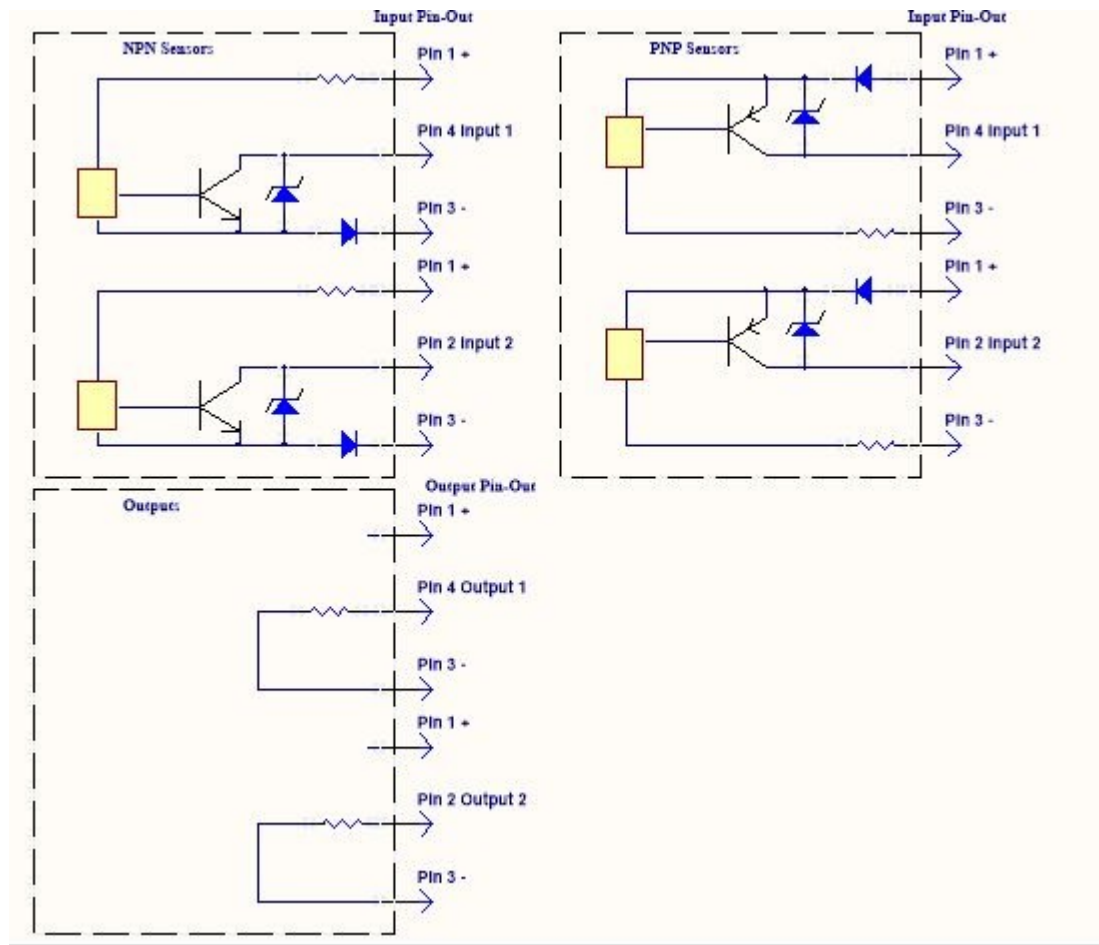 Input Pin-Out
NPN Sensors
Pin 1 +
Pin 4 Input 1
Pin 3 -
Pin 1 +
Pin 2 Input 2
Pin 3 -
Input Pin-Out
PNP Sensors
Pin 1 +
Pin 4 Input 1
Pin 3 -
Pin 1 +
Pin 2 Input 2
Pin 3 -
Output Pin-Out
Outputs
Pin 1 +
Pin 4 Output 1
Pin 3 -
Pin 1 +
Pin 2 Output 2
Pin 3 -